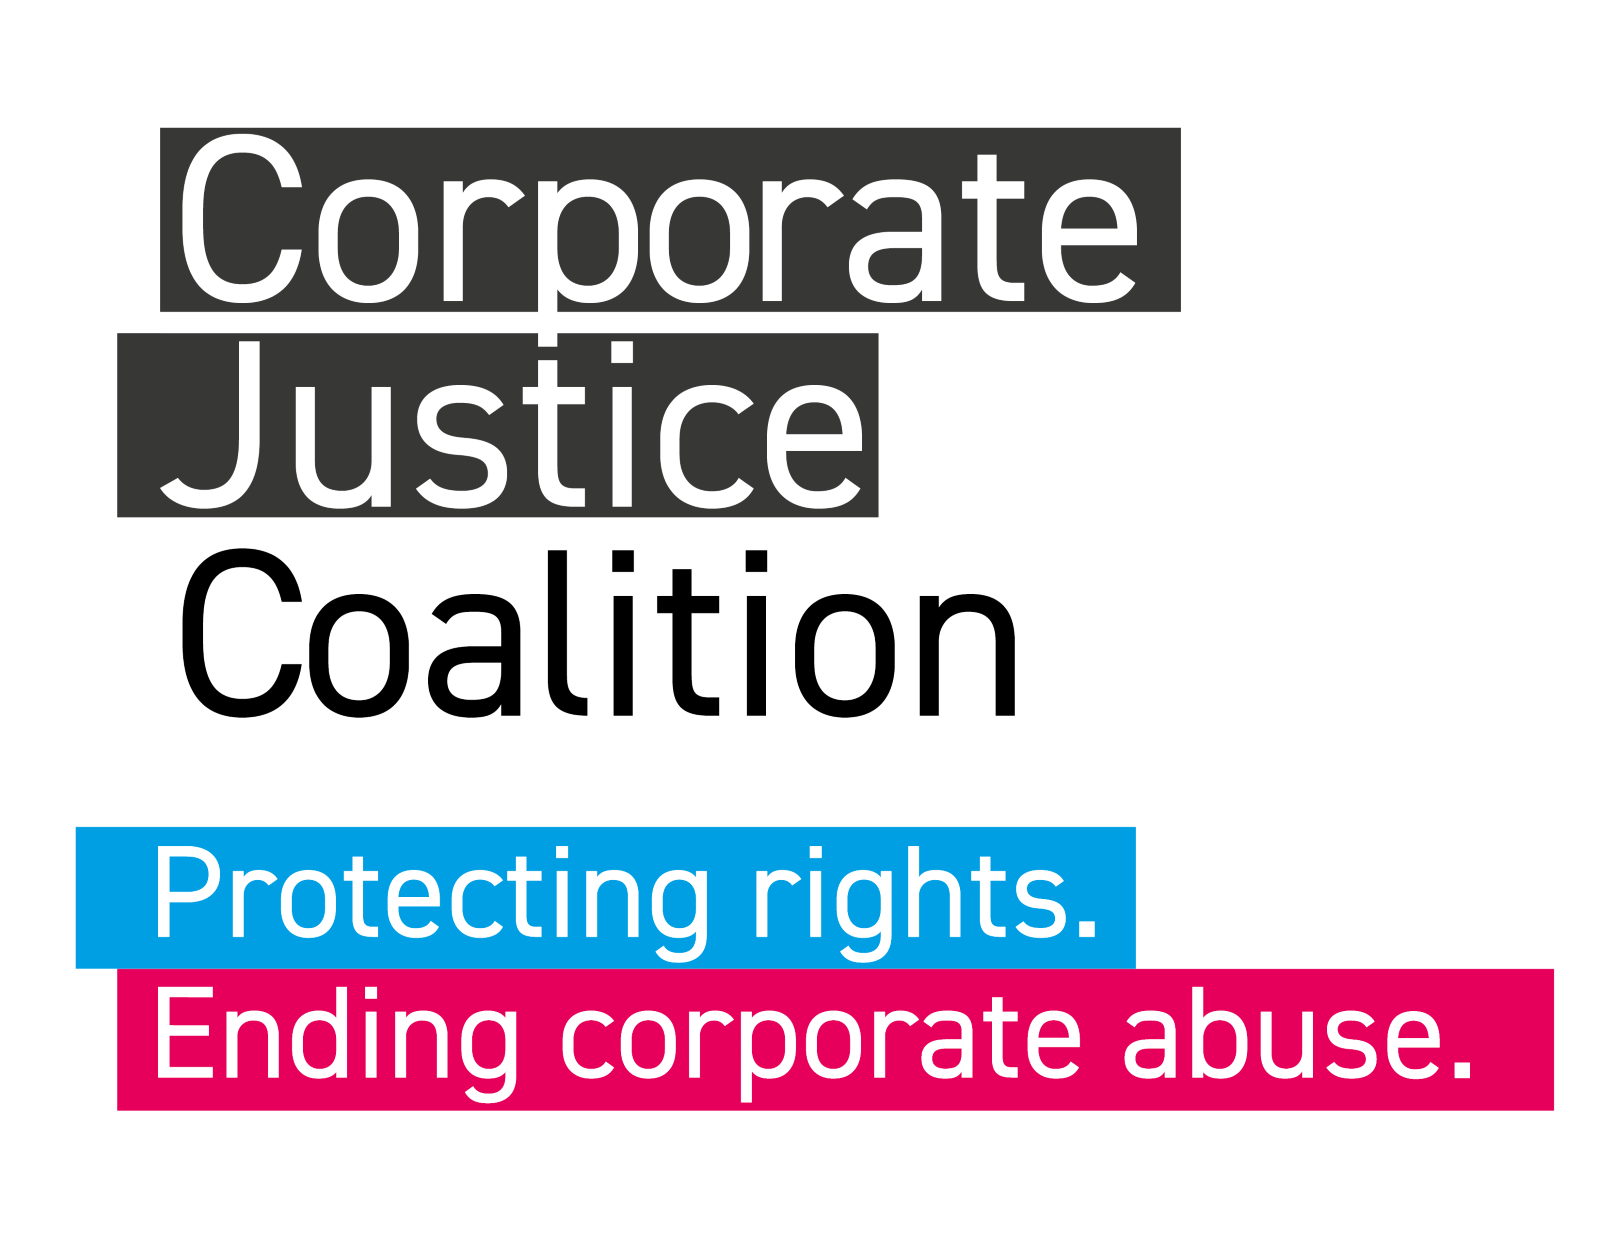 Corporate
Justice
Coalition
Protecting rights.
Ending corporate abuse.